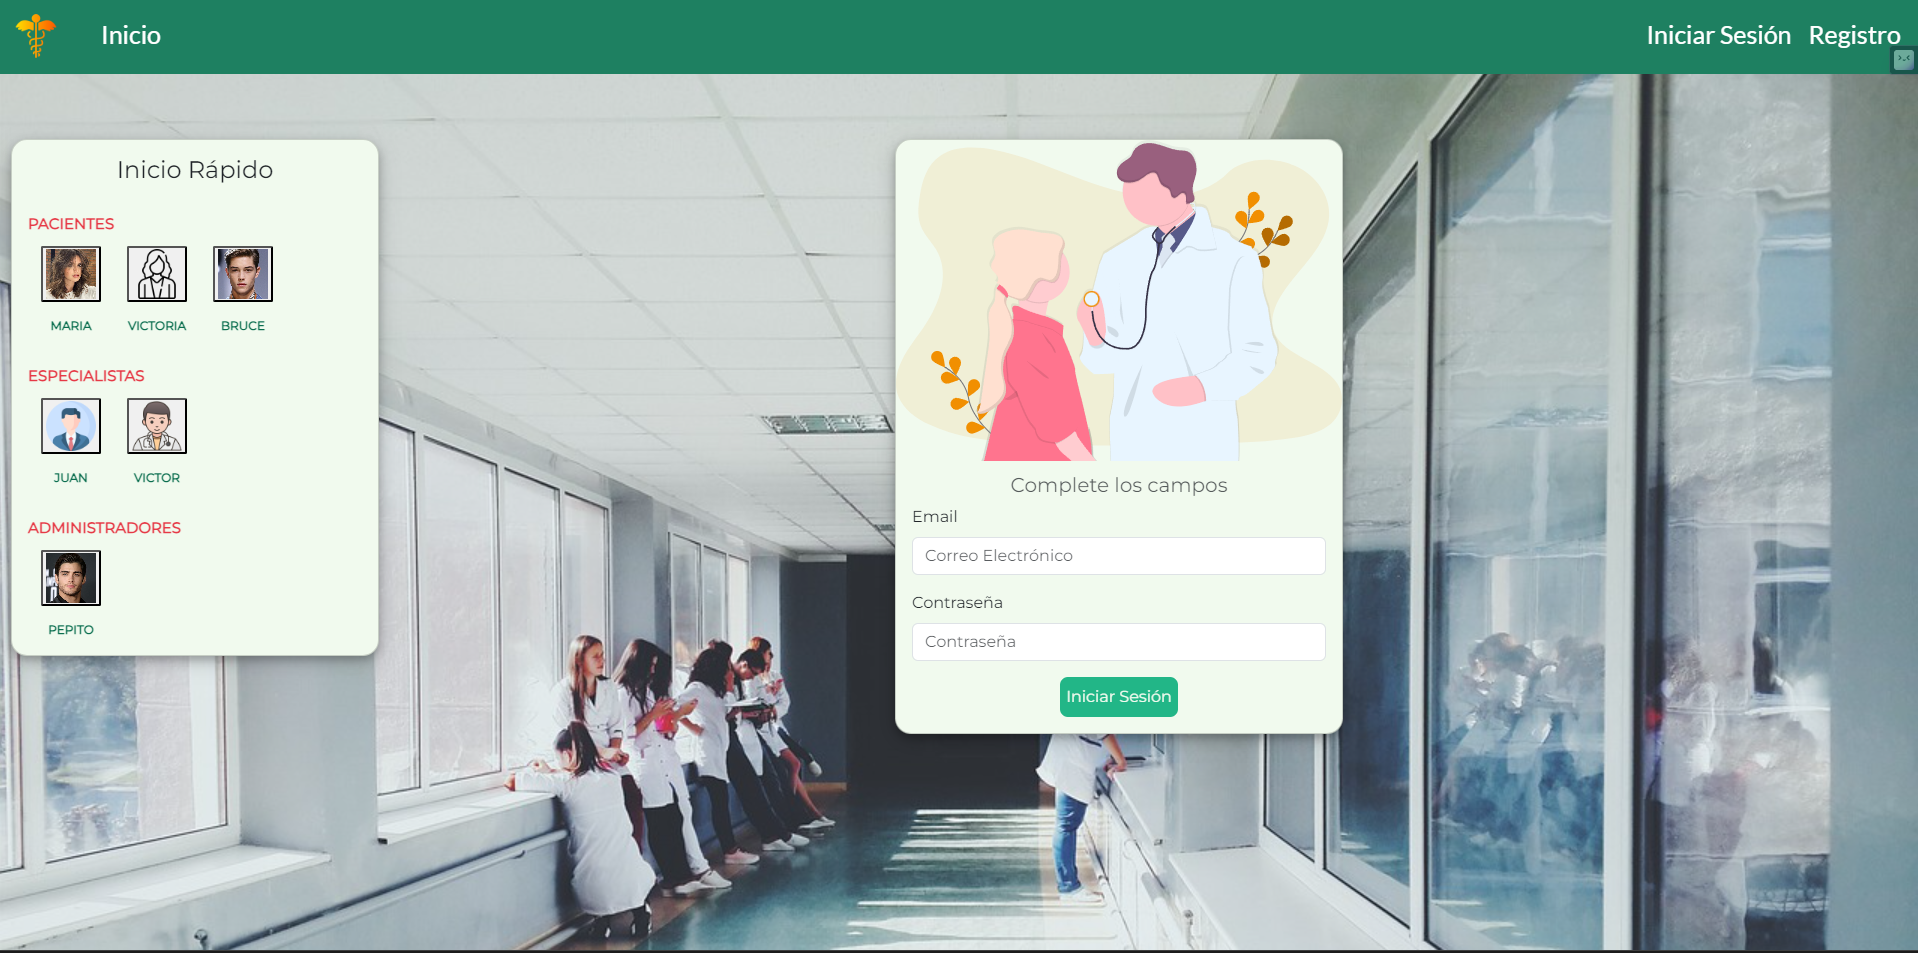 Inicio
Iniciar Sesión
Registro
Inicio Rápido
PACIENTES
MARIA
VICTORIA
BRUCE
ESPECIALISTAS
JUAN
VICTOR
ADMINISTRADORES
PEPITO
Complete los campos
Email
Correo Electrónico
Contraseña
Contraseña
Iniciar Sesión